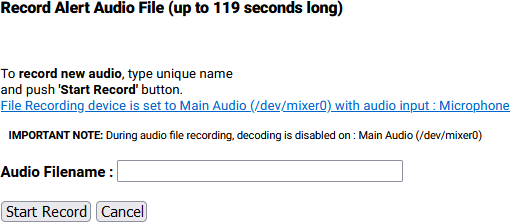 Record Alert Audio File (up to 119 seconds long)
To record new audio, type unique name
and push 'Start Record' button.
File Recording device is set to Main Audio (/dev/mixer0) with audio input : Microphone
IMPORTANT NOTE: During audio file recording, decoding is disabled on : Main Audio (/dev/mixer0)
Audio Filename :
Start Record Cancel